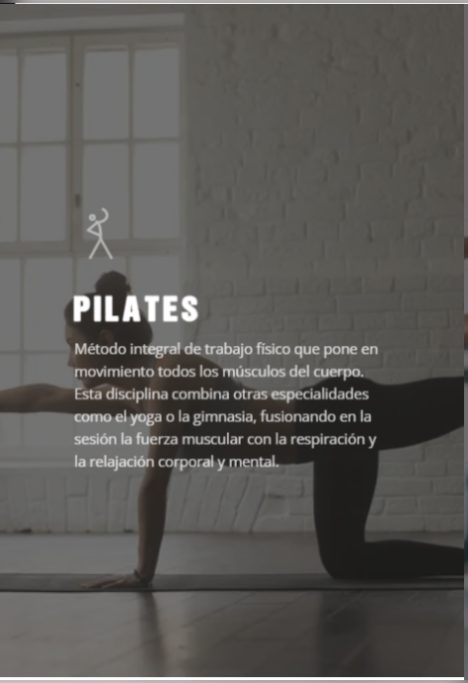 PILATES
Método integral de trabajo físico que pone en
movimiento todos los músculos del cuerpo.
Esta disciplina combina otras especialidades
como el yoga o la gimnasia, fusionando en la
sesión la fuerza muscular con la respiración y
la relajación corporal y mental.